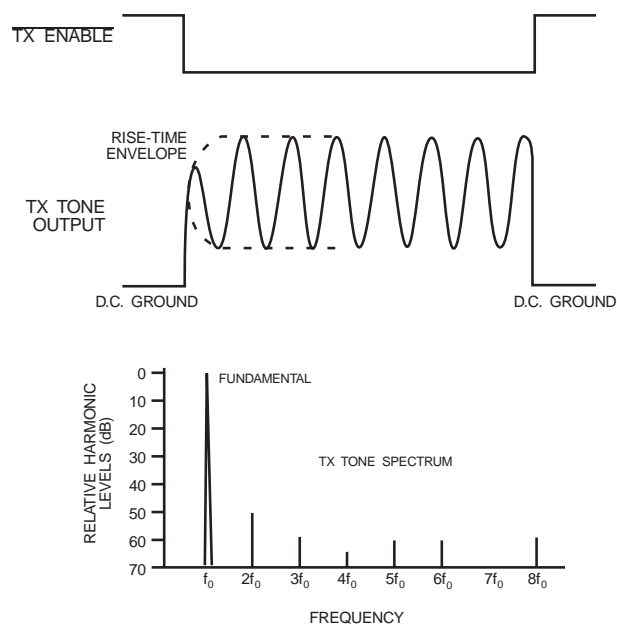 TX ENABLE
RISE-TIME
ENVELOPE
TX TONE
OUTPUT
D.C. GROUND
D.C. GROUND
RELATIVE HARMONIC
LEVELS (dB)
0
10
20
30
40
50
60
70
FUNDAMENTAL
TX TONE SPECTRUM
f₀ 2f₀ 3f₀ 4f₀ 5f₀ 6f₀ 7f₀ 8f₀
FREQUENCY